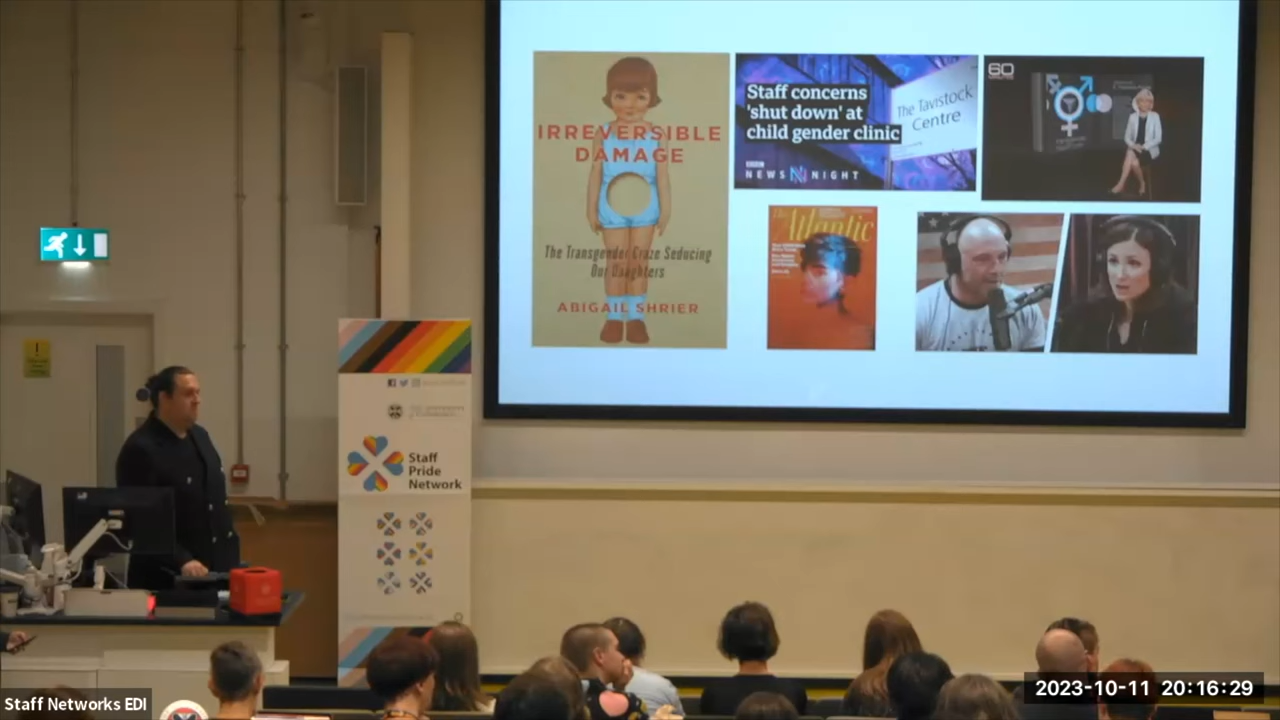 IRREVERSIBLE
DAMAGE
The Transgender Craze Seducing
Our Daughters
ABIGAIL SHRIER
Staff concerns
'shut down' at
child gender clinic
The Tavistock
Centre
NEWSNIGHT
60
The Atlantic
Staff
Pride
Network
Staff Networks EDI
2023-10-11 20:16:29